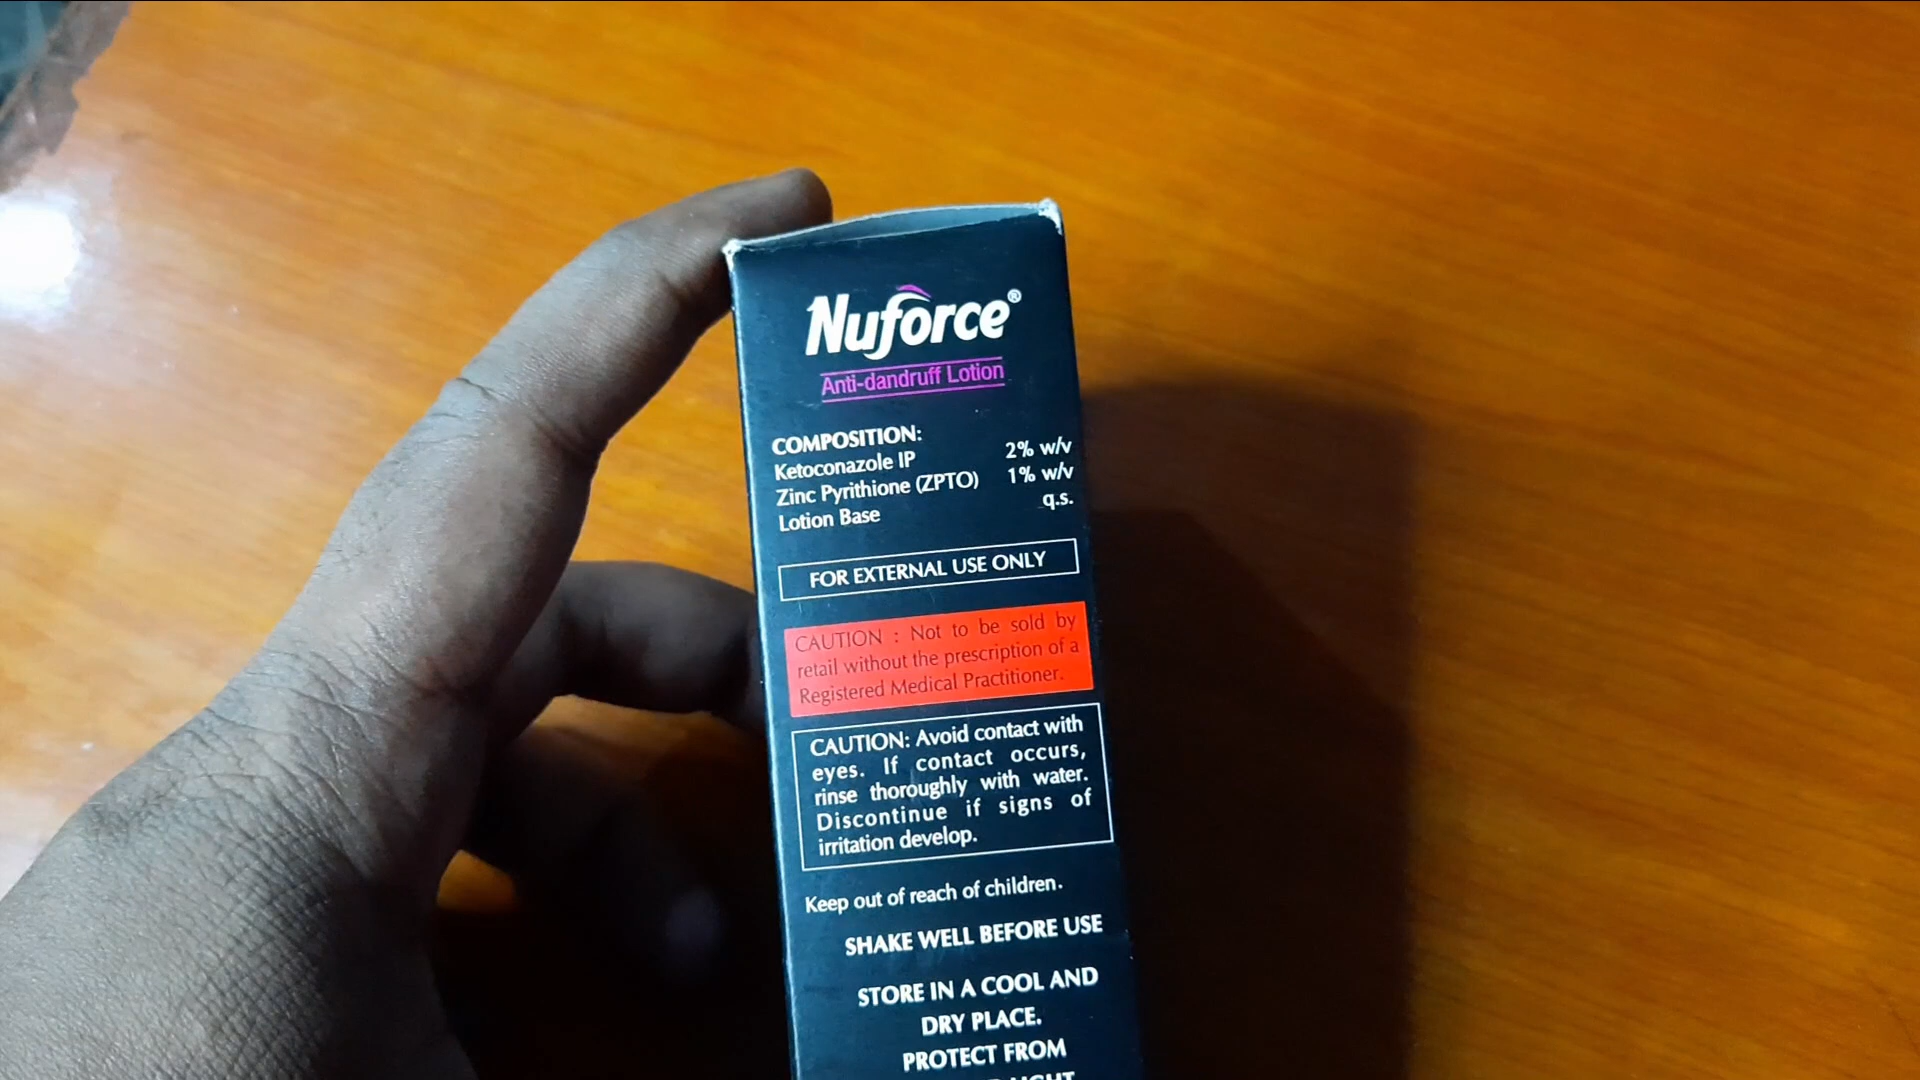 Nuforce®
Anti-dandruff Lotion
COMPOSITION:
Ketoconazole IP 2% w/v
Zinc Pyrithione (ZPTO) 1% w/v
Lotion Base q.s.
FOR EXTERNAL USE ONLY
CAUTION : Not to be sold by
retail without the prescription of a
Registered Medical Practitioner.
CAUTION: Avoid contact with
eyes. If contact occurs,
rinse thoroughly with water.
Discontinue if signs of
irritation develop.
Keep out of reach of children.
SHAKE WELL BEFORE USE
STORE IN A COOL AND
DRY PLACE.
PROTECT FROM